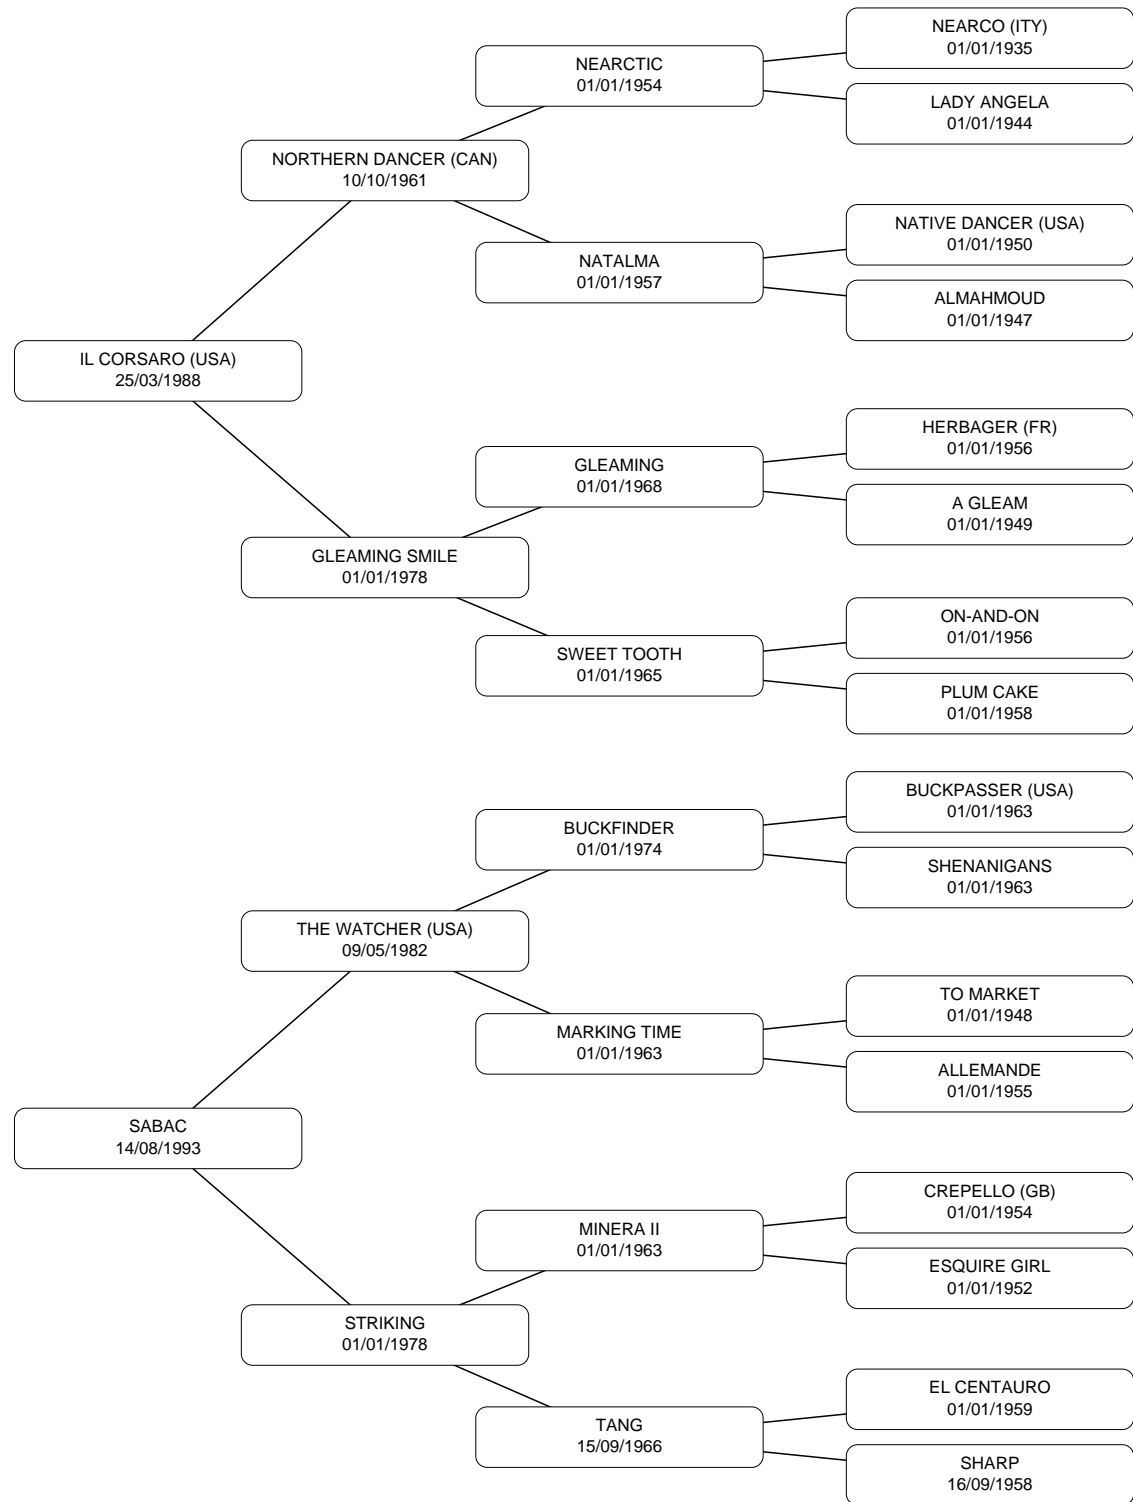 NEARCO (ITY)
01/01/1935
NEARCTIC
01/01/1954
LADY ANGELA
01/01/1944
NORTHERN DANCER (CAN)
10/10/1961
NATIVE DANCER (USA)
01/01/1950
NATALMA
01/01/1957
ALMAHMOUD
01/01/1947
IL CORSARO (USA)
25/03/1988
HERBAGER (FR)
01/01/1956
GLEAMING
01/01/1968
A GLEAM
01/01/1949
GLEAMING SMILE
01/01/1978
ON-AND-ON
01/01/1956
SWEET TOOTH
01/01/1965
PLUM CAKE
01/01/1958
BUCKPASSER (USA)
01/01/1963
BUCKFINDER
01/01/1974
SHENANIGANS
01/01/1963
THE WATCHER (USA)
09/05/1982
TO MARKET
01/01/1948
MARKING TIME
01/01/1963
ALLEMANDE
01/01/1955
SABAC
14/08/1993
CREPELLO (GB)
01/01/1954
MINERA II
01/01/1963
ESQUIRE GIRL
01/01/1952
STRIKING
01/01/1978
EL CENTAURO
01/01/1959
TANG
15/09/1966
SHARP
16/09/1958